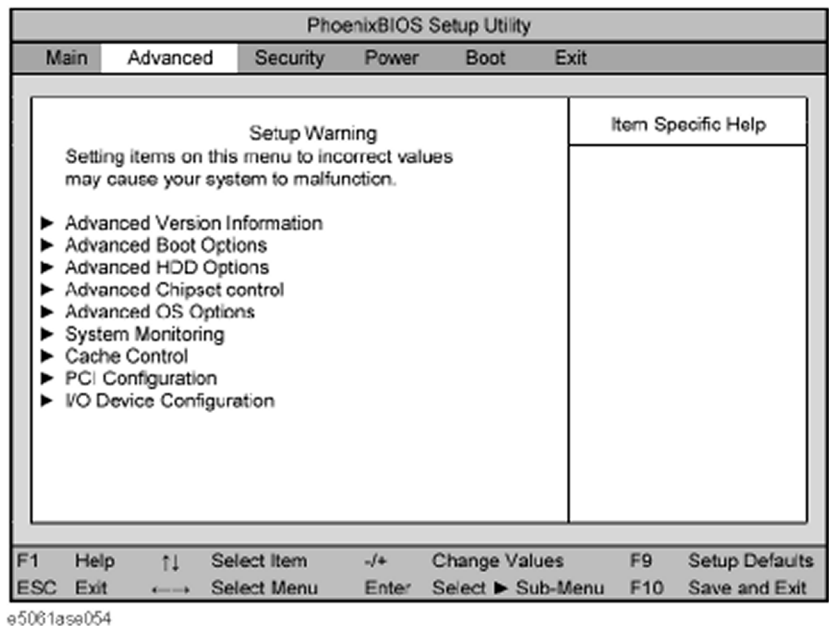 PhoenixBIOS Setup Utility
Main Advanced Security Power Boot Exit
Setup Warning
Setting items on this menu to incorrect values
may cause your system to malfunction.
► Advanced Version Information
► Advanced Boot Options
► Advanced HDD Options
► Advanced Chipset control
► Advanced OS Options
► System Monitoring
► Cache Control
► PCI Configuration
► I/O Device Configuration
Item Specific Help
F1 Help ↑↓ Select Item -/+ Change Values F9 Setup Defaults
ESC Exit ←→ Select Menu Enter Select ► Sub-Menu F10 Save and Exit
e5061ase054